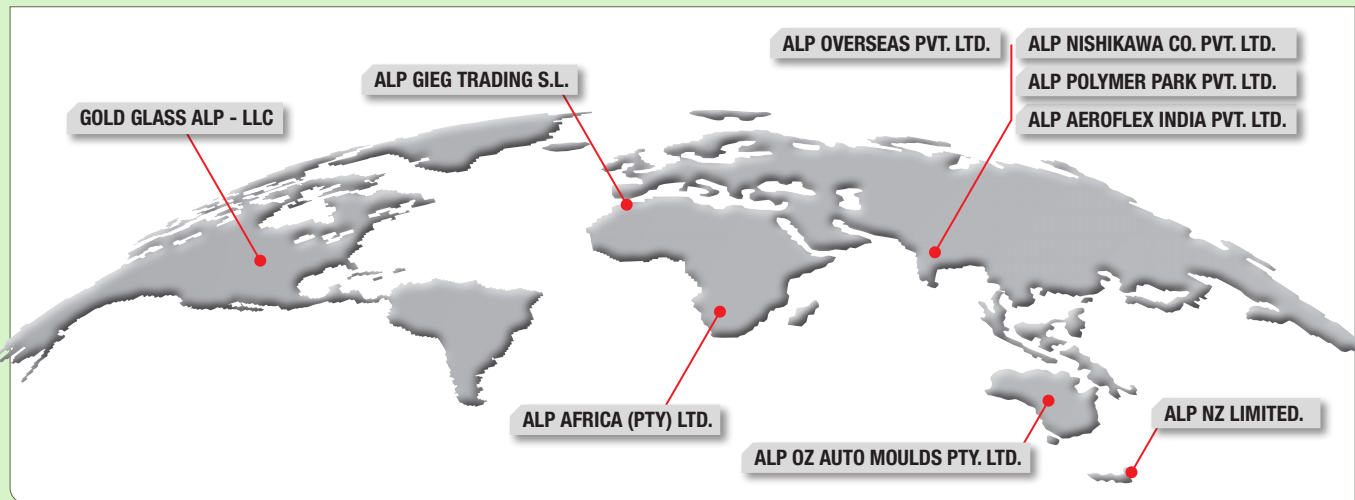 ALP OVERSEAS PVT. LTD.
ALP NISHIKAWA CO. PVT. LTD.
ALP POLYMER PARK PVT. LTD.
ALP AEROFLEX INDIA PVT. LTD.
ALP GIEG TRADING S.L.
GOLD GLASS ALP - LLC
ALP AFRICA (PTY) LTD.
ALP NZ LIMITED.
ALP OZ AUTO MOULDS PTY. LTD.